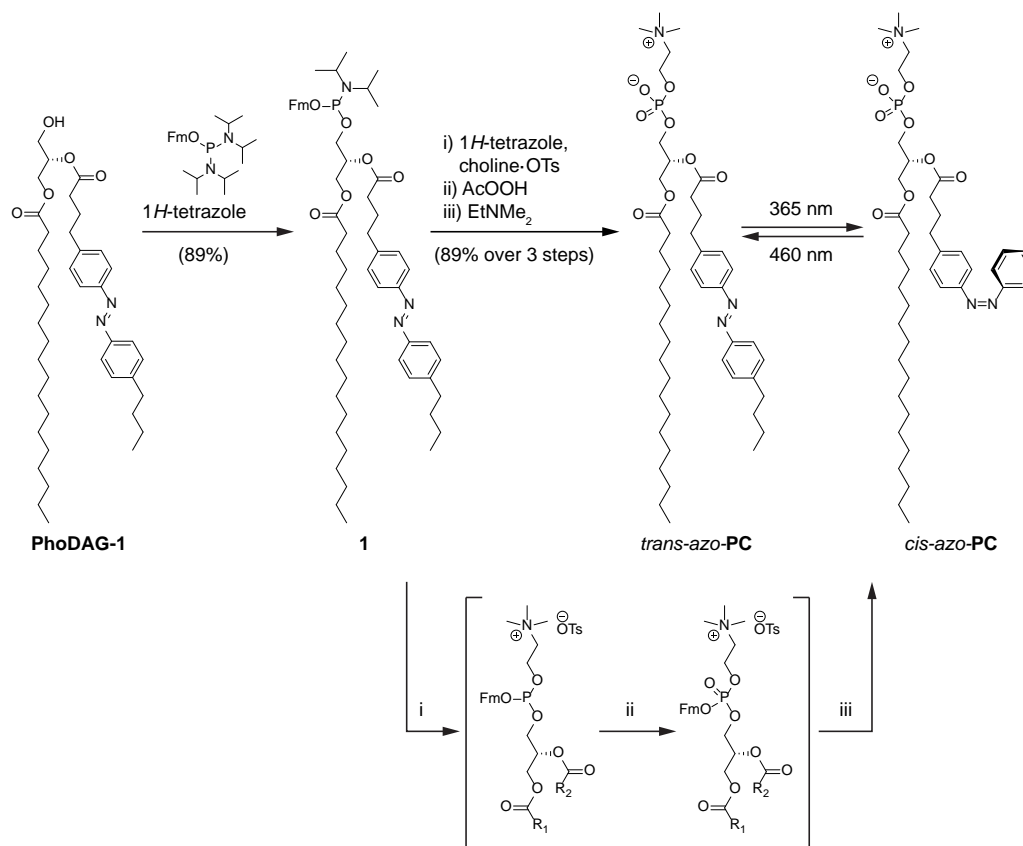 OH
O
O
O
O
N
N
FmO
P
N
N
1H-tetrazole
(89%)
PhoDAG-1
N
FmO–P
O
O
O
O
O
N
N
1
i) 1H-tetrazole,
choline·OTs
ii) AcOOH
iii) EtNMe2
(89% over 3 steps)
N
⊕
O
⊖
O
P
O
O
O
O
O
O
N
N
trans-azo-PC
365 nm
460 nm
N
⊕
O
⊖
O
P
O
O
O
O
O
O
N=N
cis-azo-PC
i
N
⊕
⊖
OTs
O
FmO–P
O
O
O
O
O
R2
R1
ii
N
⊕
⊖
OTs
O
O
P
FmO
O
O
O
O
O
R2
R1
iii